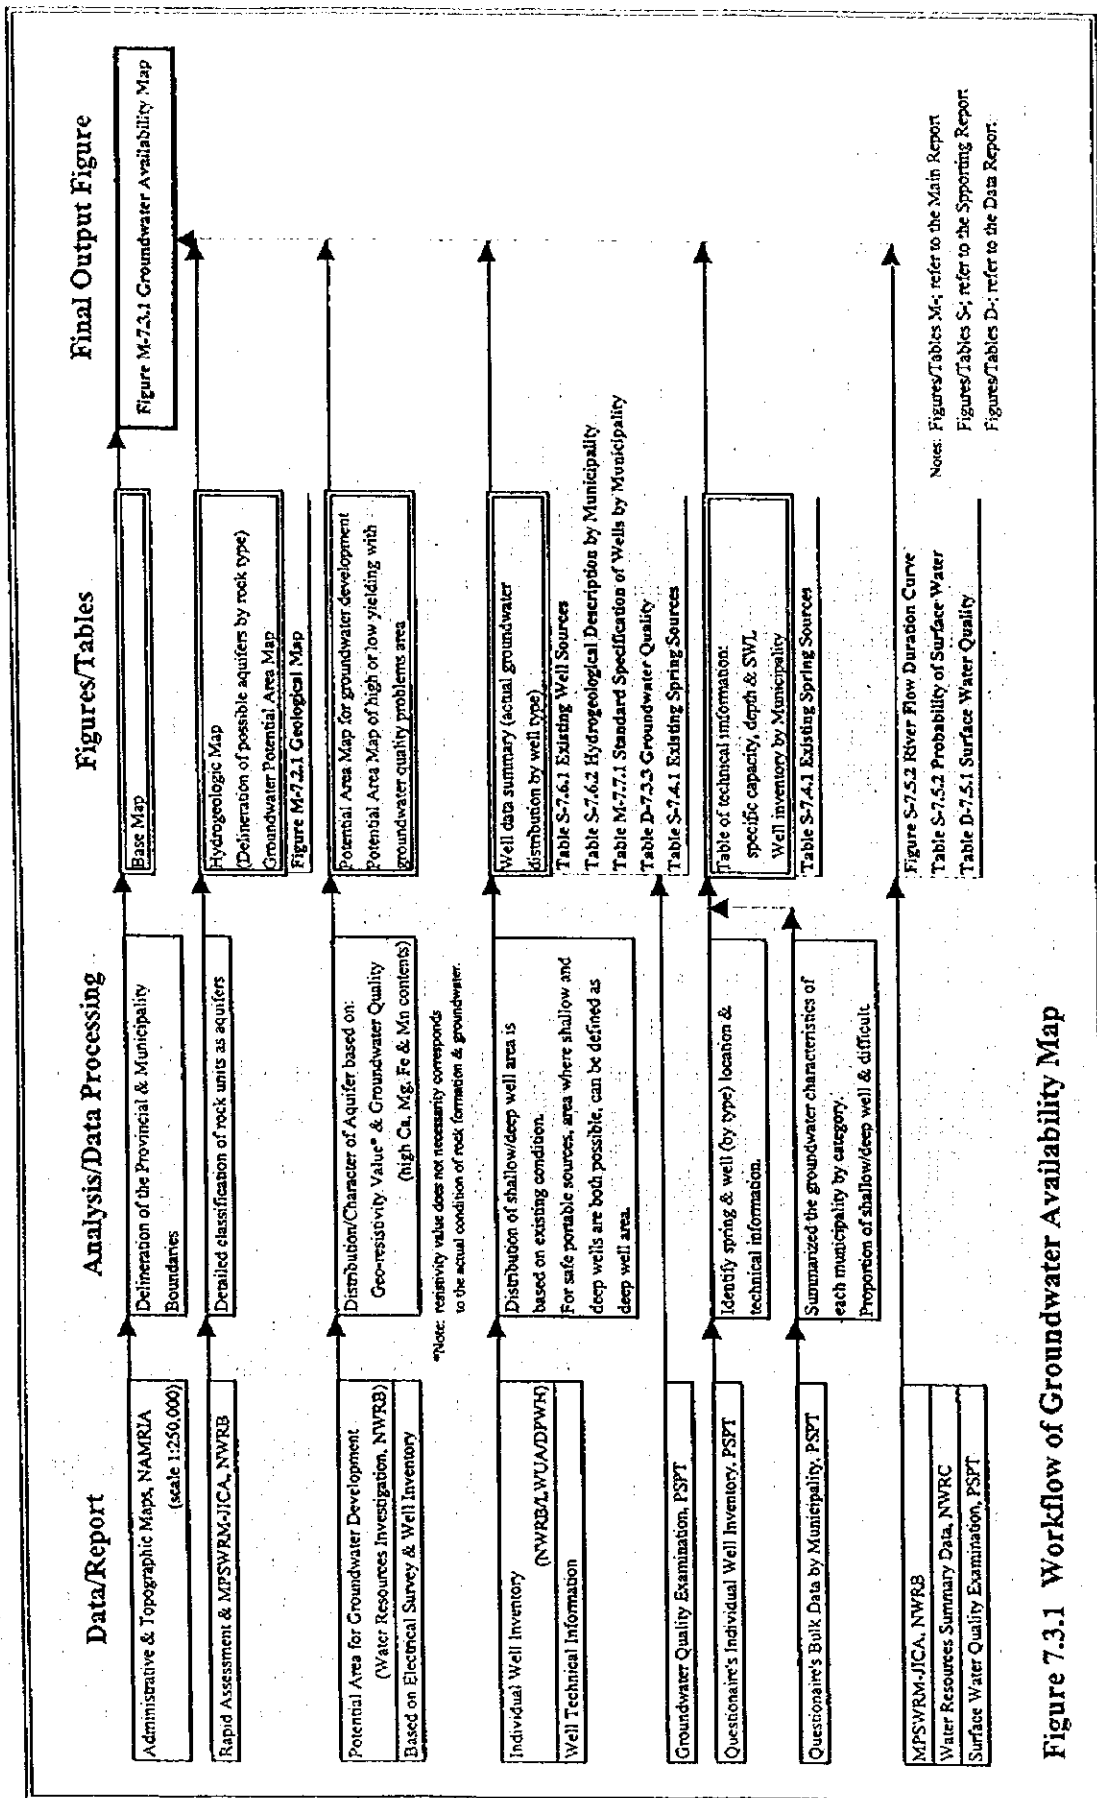 Data/Report
Analysis/Data Processing
Figures/Tables
Final Output Figure
Administrative & Topographic Maps, NAMRIA
(scale 1:250,000)
Delineration of the Provincial & Municipality
Boundaries
Base Map
Figure M-7.3.1 Groundwater Availability Map
Rapid Assessment & MPSWRM-JICA, NWRB
Detailed classification of rock units as aquifers
Hydrogeologic Map
(Delineration of possible aquifers by rock type)
Groundwater Potential Area Map
Figure M-7.2.1 Geological Map
Potential Area for Groundwater Development
(Water Resources Investigation, NWRB)
Based on Electrical Survey & Well Inventory
Distribution/Character of Aquifer based on:
Geo-resistivity Value* & Groundwater Quality
(high Ca, Mg, Fe & Mn contents)
*Note: resistivity value does not necessarity corresponds
to the actual condition of rock formation & groundwater.
Potential Area Map for groundwater development
Potential Area Map of high or low yielding with
groundwater quality problems area
Individual Well Inventory
(NWRB/LWUA/DPWH)
Well Technical Information
Distribution of shallow/deep well area is
based on existing condition.
For safe portable sources, area where shallow and
deep wells are both possible, can be defined as
deep well area.
Well data summary (actual groundwater
distribution by well type)
Table S-7.6.1 Existing Well Sources
Table S-7.6.2 Hydrogeological Description by Municipality
Table M-7.7.1 Standard Specification of Wells by Municipality
Table D-7.3.3 Groundwater Quality
Table S-7.4.1 Existing Spring Sources
Groundwater Quality Examination, PSPT
Questionaire's Individual Well Inventory, PSPT
Identify spring & well (by type) location &
technical information.
Table of technical imformation:
specific capacity, depth & SWL
Well inventory by Municipality
Table S-7.4.1 Existing Spring Sources
Questionaire's Bulk Data by Municipality, PSPT
Summarized the groundwater characteristics of
each municipality by category.
Proportion of shallow/deep well & difficult
MPSWRM-JICA, NWRB
Water Resources Summary Data, NWRC
Surface Water Quality Examination, PSPT
Figure S-7.5.2 River Flow Duration Curve
Table S-7.5.2 Probability of Surface Water
Table D-7.5.1 Surface Water Quality
Notes: Figures/Tables M-; refer to the Main Report
Figures/Tables S-; refer to the Spporting Report
Figures/Tables D-; refer to the Data Report
Figure 7.3.1 Workflow of Groundwater Availability Map